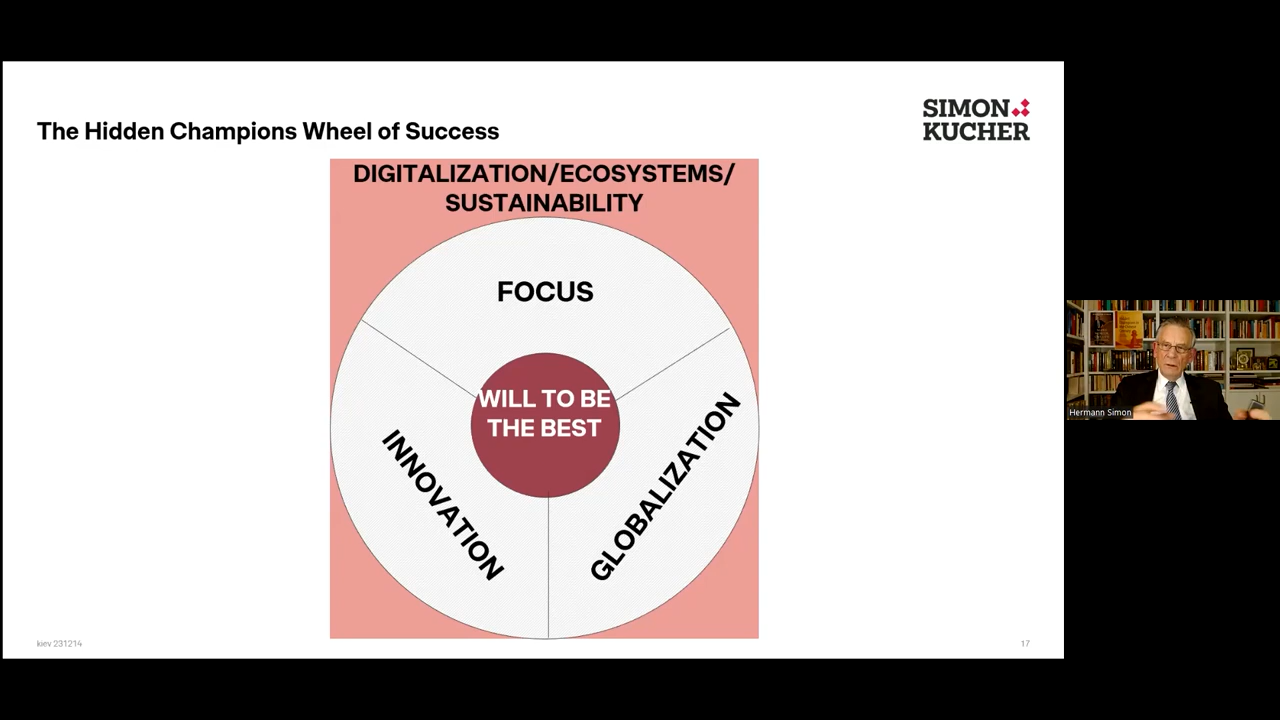 The Hidden Champions Wheel of Success
SIMON
KUCHER
DIGITALIZATION/ECOSYSTEMS/
SUSTAINABILITY
FOCUS
WILL TO BE
THE BEST
INNOVATION
GLOBALIZATION
Hermann Simon
kiev 231214
17